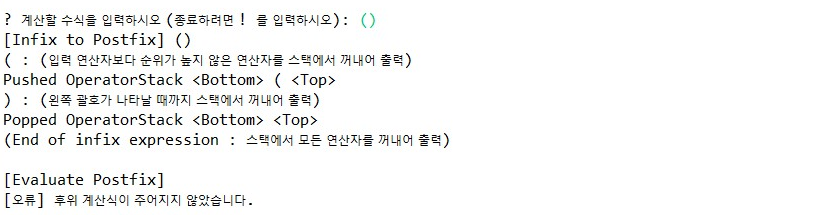 ? 계산할 수식을 입력하시오 (종료하려면 ! 를 입력하시오): ()
[Infix to Postfix] ()
( : (입력 연산자보다 순위가 높지 않은 연산자를 스택에서 꺼내어 출력)
Pushed OperatorStack <Bottom> ( <Top>
) : (왼쪽 괄호가 나타날 때까지 스택에서 꺼내어 출력)
Popped OperatorStack <Bottom> <Top>
(End of infix expression : 스택에서 모든 연산자를 꺼내어 출력)
[Evaluate Postfix]
[오류] 후위 계산식이 주어지지 않았습니다.